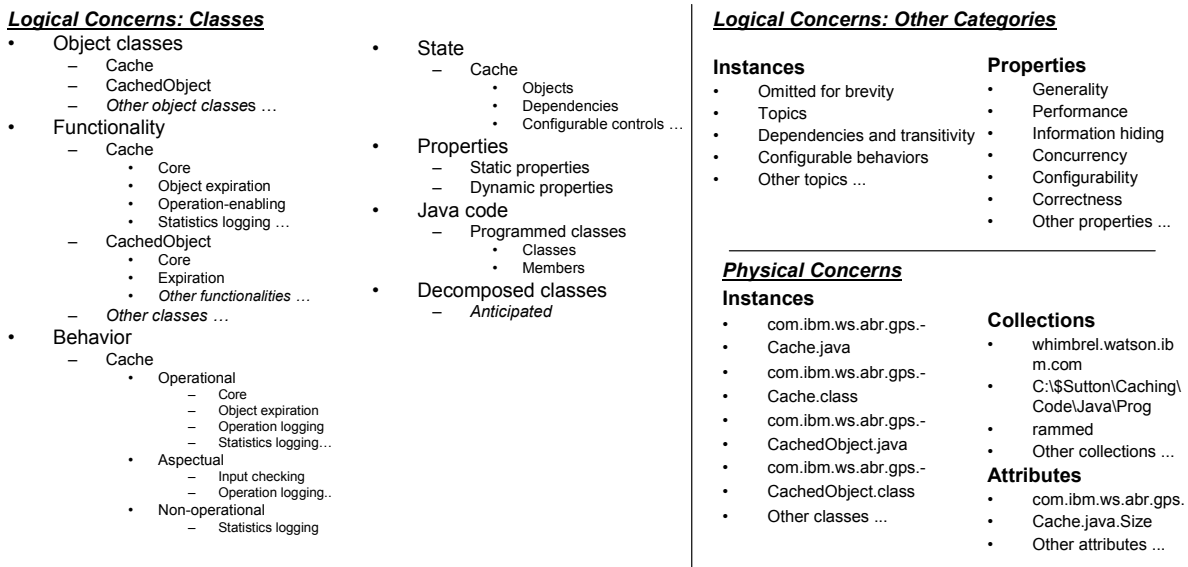 Logical Concerns: Classes
• Object classes
– Cache
– CachedObject
– Other object classes …
• Functionality
– Cache
• Core
• Object expiration
• Operation-enabling
• Statistics logging …
– CachedObject
• Core
• Expiration
• Other functionalities …
– Other classes …
• Behavior
– Cache
• Operational
– Core
– Object expiration
– Operation logging
– Statistics logging…
• Aspectual
– Input checking
– Operation logging..
• Non-operational
– Statistics logging
• State
– Cache
• Objects
• Dependencies
• Configurable controls …
• Properties
– Static properties
– Dynamic properties
• Java code
– Programmed classes
• Classes
• Members
• Decomposed classes
– Anticipated
Logical Concerns: Other Categories
Instances
• Omitted for brevity
• Topics
• Dependencies and transitivity
• Configurable behaviors
• Other topics ...
Properties
• Generality
• Performance
• Information hiding
• Concurrency
• Configurability
• Correctness
• Other properties ...
Physical Concerns
Instances
• com.ibm.ws.abr.gps.-
• Cache.java
• com.ibm.ws.abr.gps.-
• Cache.class
• com.ibm.ws.abr.gps.-
• CachedObject.java
• com.ibm.ws.abr.gps.-
• CachedObject.class
• Other classes ...
Collections
• whimbrel.watson.ib
m.com
• C:\$Sutton\Caching\
Code\Java\Prog
• rammed
• Other collections ...
Attributes
• com.ibm.ws.abr.gps.
• Cache.java.Size
• Other attributes ...